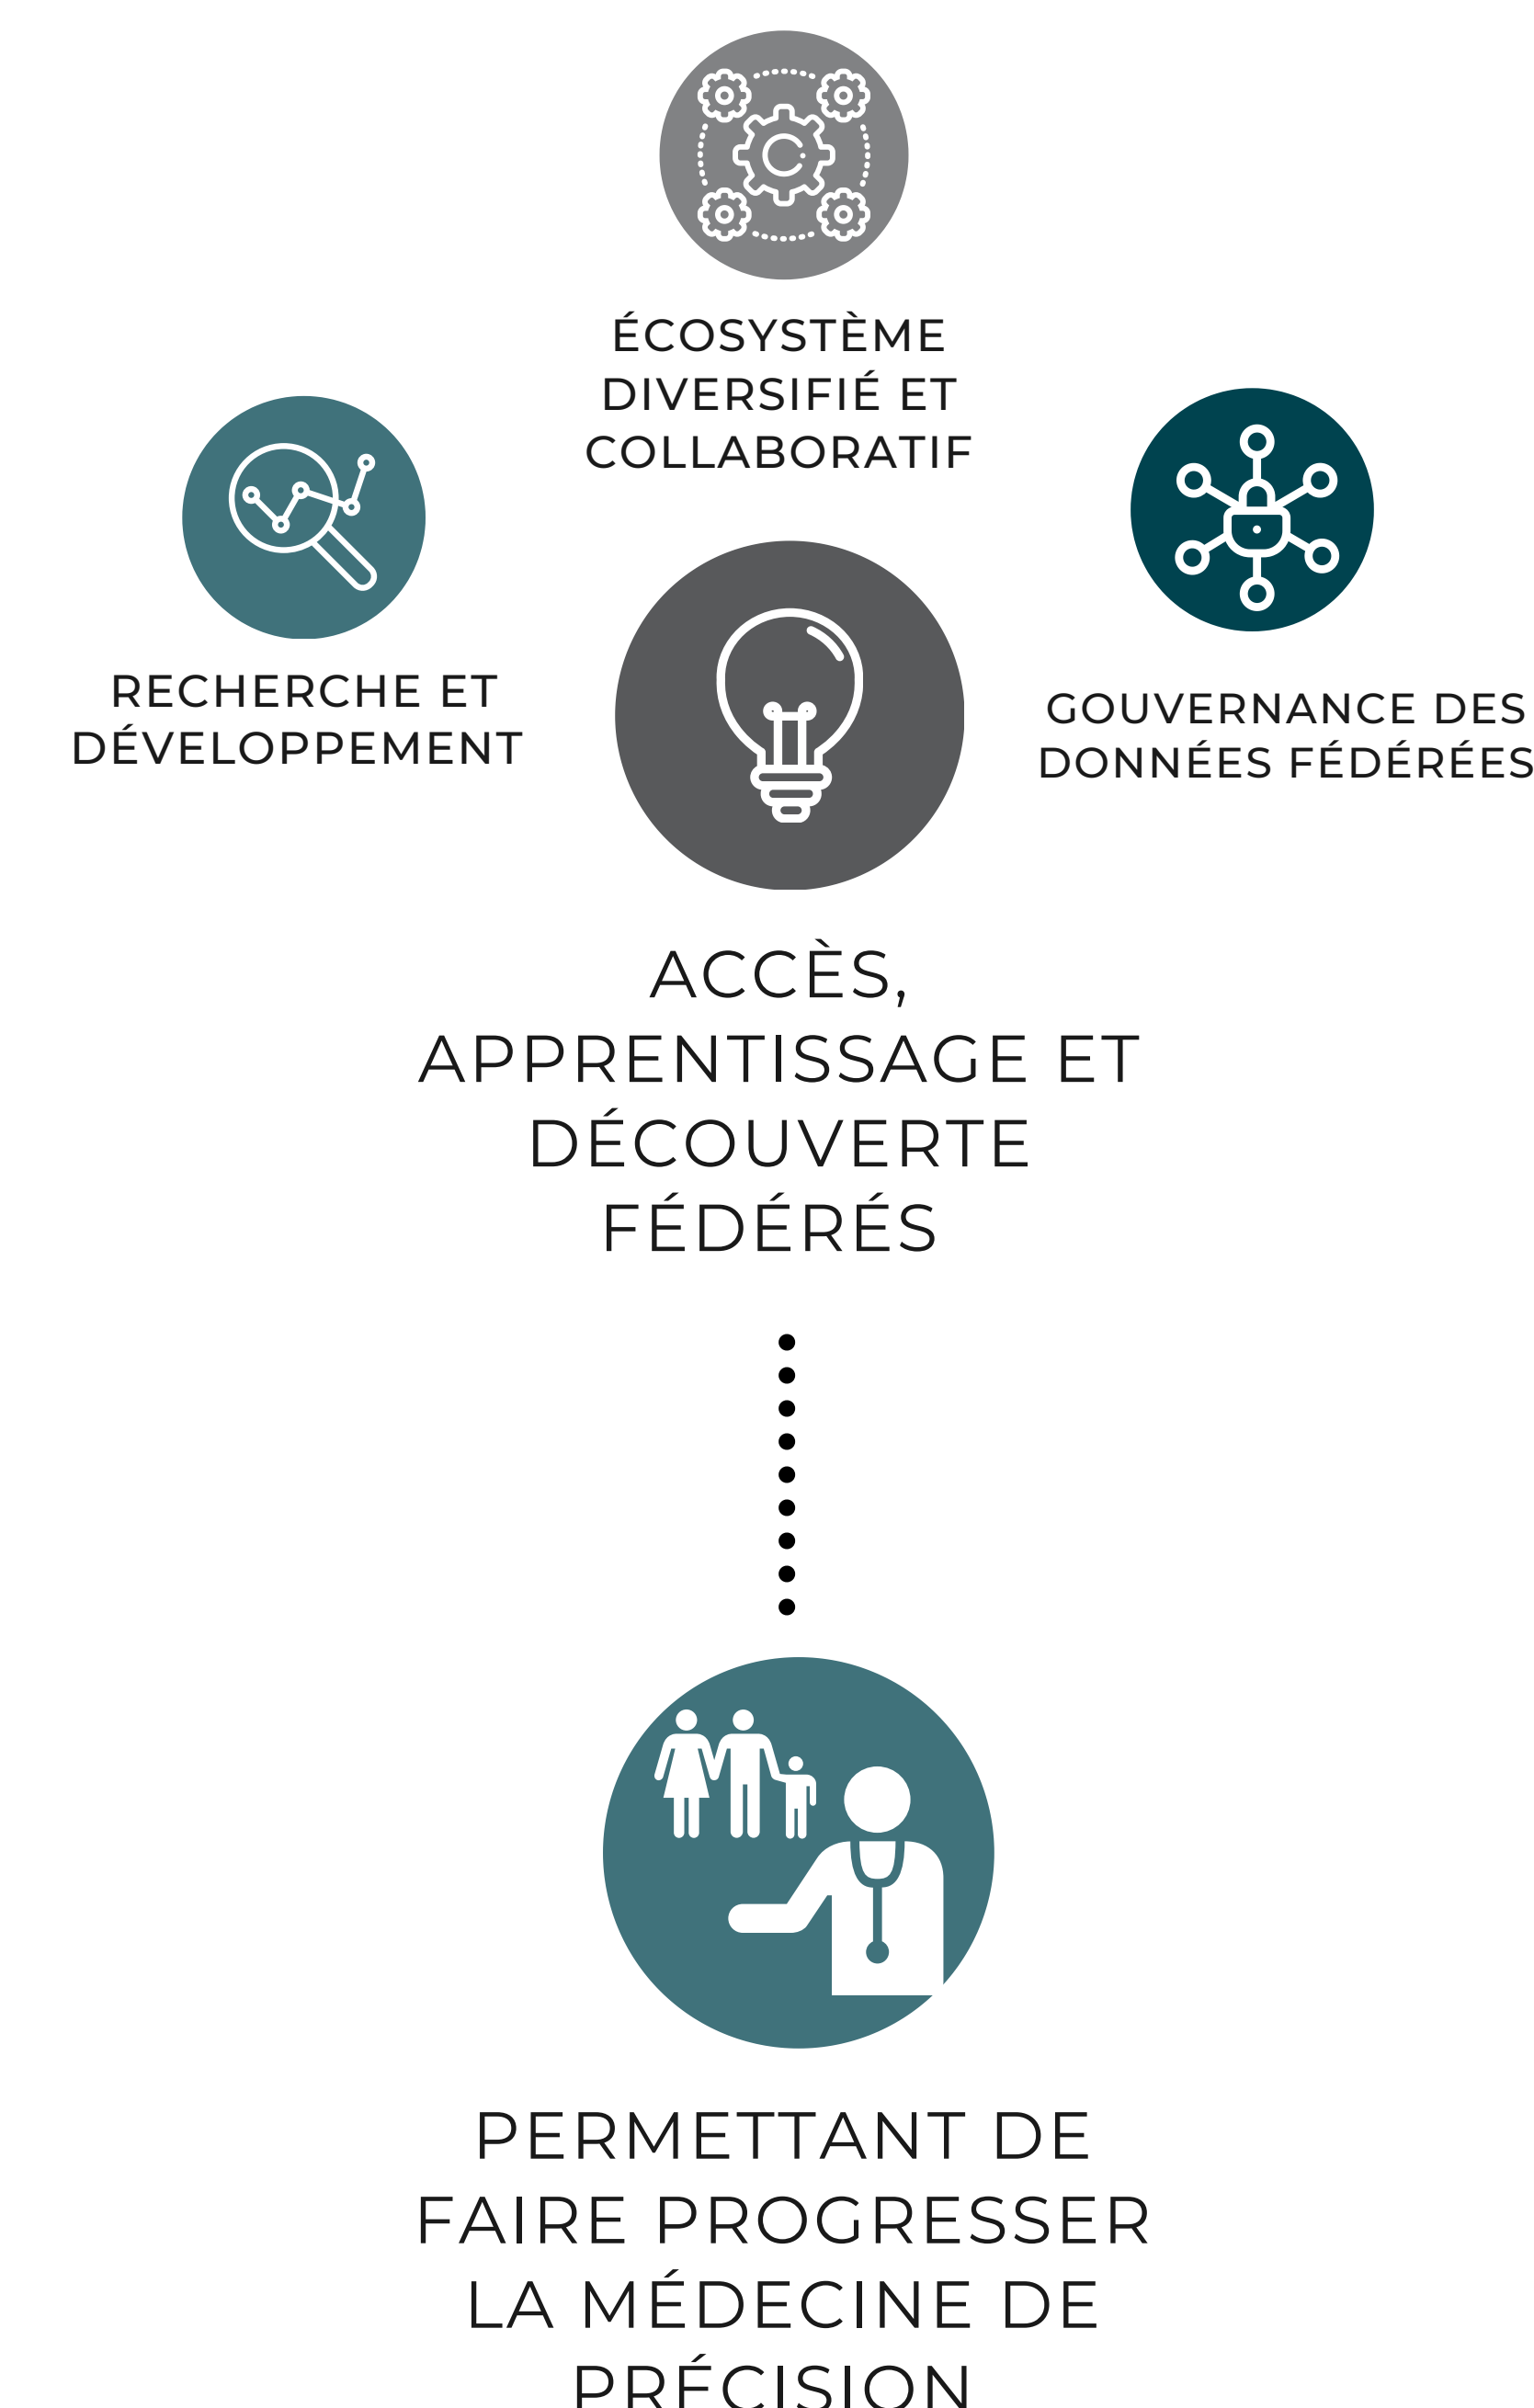 ÉCOSYSTÈME
DIVERSIFIÉ ET
COLLABORATIF
RECHERCHE ET
DÉVELOPPEMENT
GOUVERNANCE DES
DONNÉES FÉDÉRÉES
ACCÈS,
APPRENTISSAGE ET
DÉCOUVERTE
FÉDÉRÉS
PERMETTANT DE
FAIRE PROGRESSER
LA MÉDECINE DE
PRÉCISION